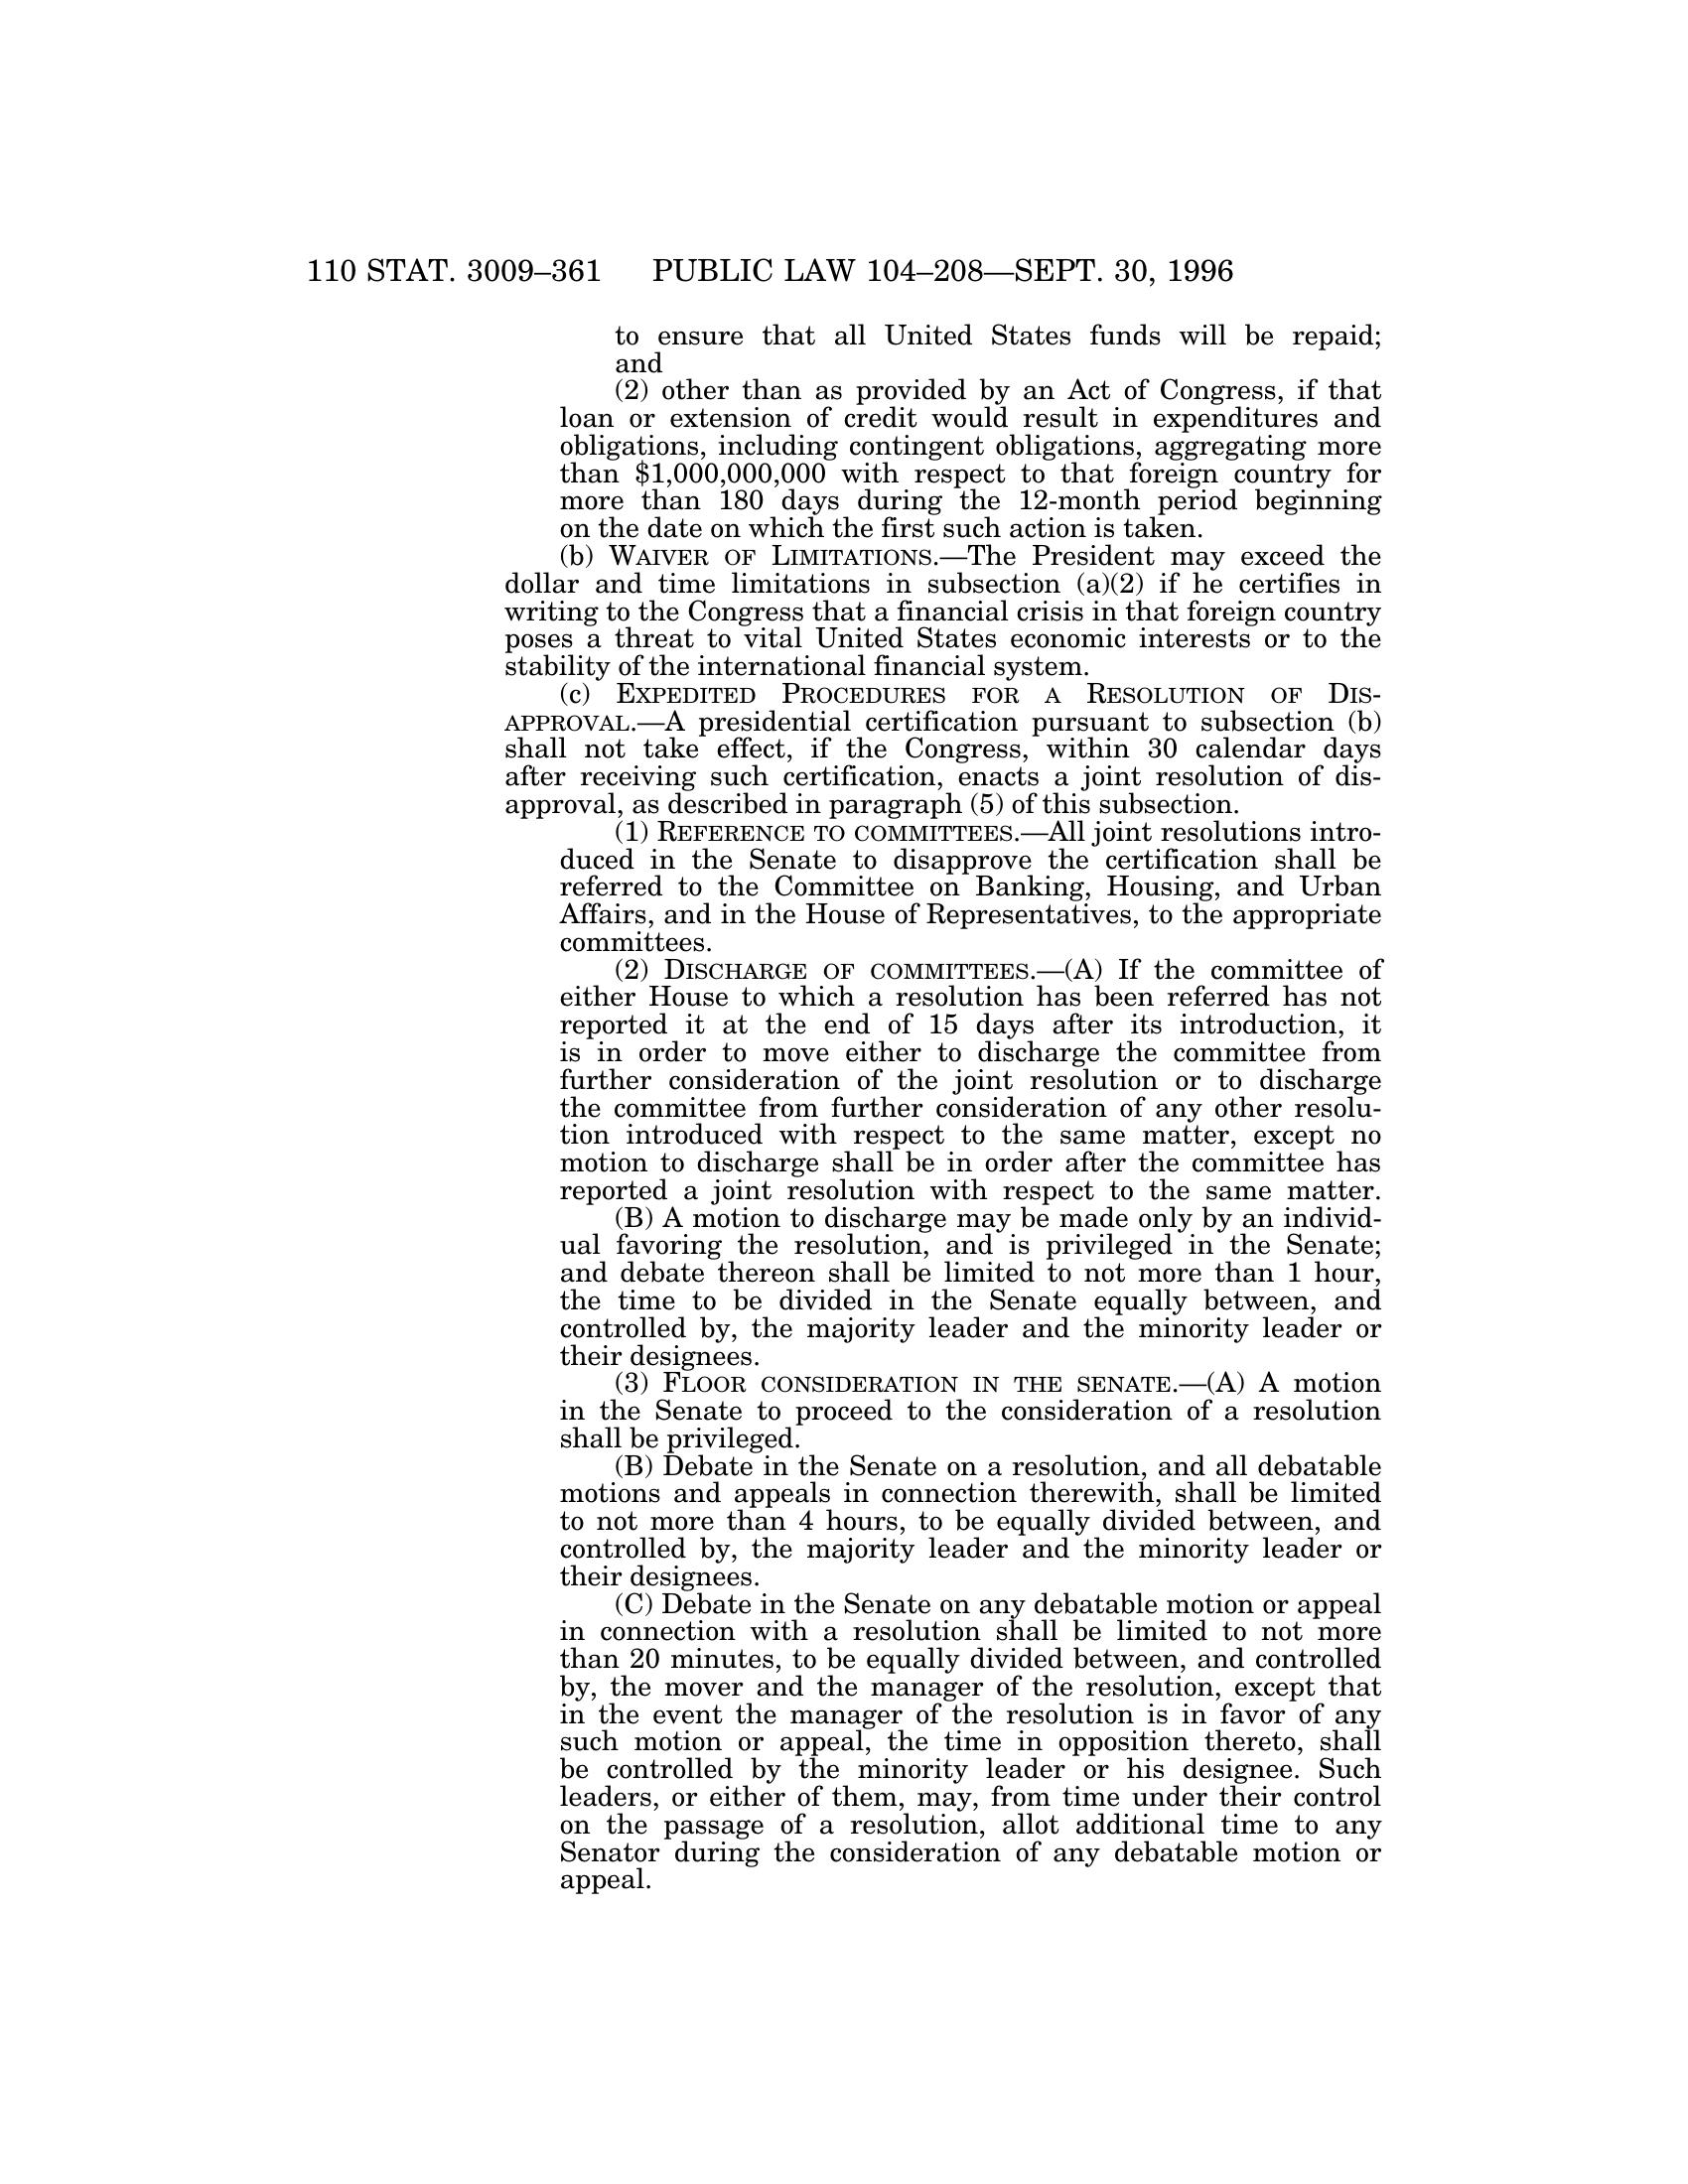 110 STAT. 3009–361 PUBLIC LAW 104–208—SEPT. 30, 1996
to ensure that all United States funds will be repaid;
and
(2) other than as provided by an Act of Congress, if that
loan or extension of credit would result in expenditures and
obligations, including contingent obligations, aggregating more
than $1,000,000,000 with respect to that foreign country for
more than 180 days during the 12-month period beginning
on the date on which the first such action is taken.
(b) WAIVER OF LIMITATIONS.—The President may exceed the
dollar and time limitations in subsection (a)(2) if he certifies in
writing to the Congress that a financial crisis in that foreign country
poses a threat to vital United States economic interests or to the
stability of the international financial system.
(c) EXPEDITED PROCEDURES FOR A RESOLUTION OF DIS-
APPROVAL.—A presidential certification pursuant to subsection (b)
shall not take effect, if the Congress, within 30 calendar days
after receiving such certification, enacts a joint resolution of dis-
approval, as described in paragraph (5) of this subsection.
(1) REFERENCE TO COMMITTEES.—All joint resolutions intro-
duced in the Senate to disapprove the certification shall be
referred to the Committee on Banking, Housing, and Urban
Affairs, and in the House of Representatives, to the appropriate
committees.
(2) DISCHARGE OF COMMITTEES.—(A) If the committee of
either House to which a resolution has been referred has not
reported it at the end of 15 days after its introduction, it
is in order to move either to discharge the committee from
further consideration of the joint resolution or to discharge
the committee from further consideration of any other resolu-
tion introduced with respect to the same matter, except no
motion to discharge shall be in order after the committee has
reported a joint resolution with respect to the same matter.
(B) A motion to discharge may be made only by an individ-
ual favoring the resolution, and is privileged in the Senate;
and debate thereon shall be limited to not more than 1 hour,
the time to be divided in the Senate equally between, and
controlled by, the majority leader and the minority leader or
their designees.
(3) FLOOR CONSIDERATION IN THE SENATE.—(A) A motion
in the Senate to proceed to the consideration of a resolution
shall be privileged.
(B) Debate in the Senate on a resolution, and all debatable
motions and appeals in connection therewith, shall be limited
to not more than 4 hours, to be equally divided between, and
controlled by, the majority leader and the minority leader or
their designees.
(C) Debate in the Senate on any debatable motion or appeal
in connection with a resolution shall be limited to not more
than 20 minutes, to be equally divided between, and controlled
by, the mover and the manager of the resolution, except that
in the event the manager of the resolution is in favor of any
such motion or appeal, the time in opposition thereto, shall
be controlled by the minority leader or his designee. Such
leaders, or either of them, may, from time under their control
on the passage of a resolution, allot additional time to any
Senator during the consideration of any debatable motion or
appeal.